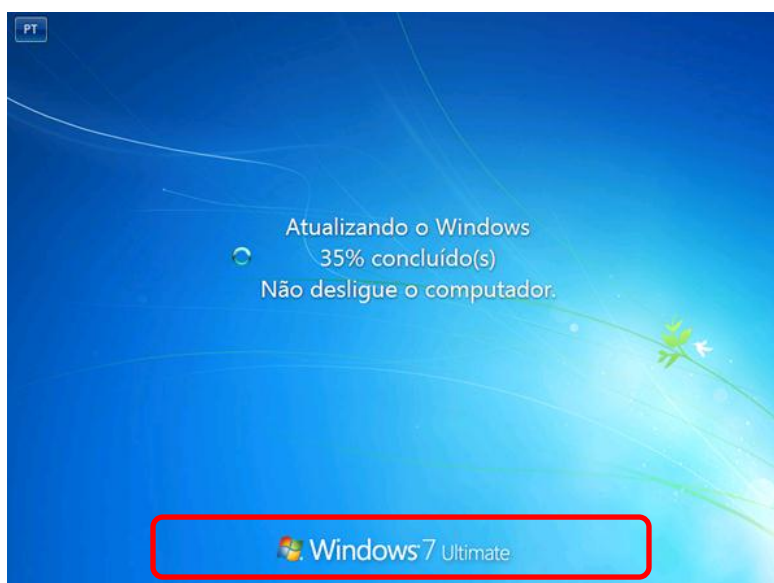 PT
Atualizando o Windows
35% concluído(s)
Não desligue o computador.
Windows 7 Ultimate